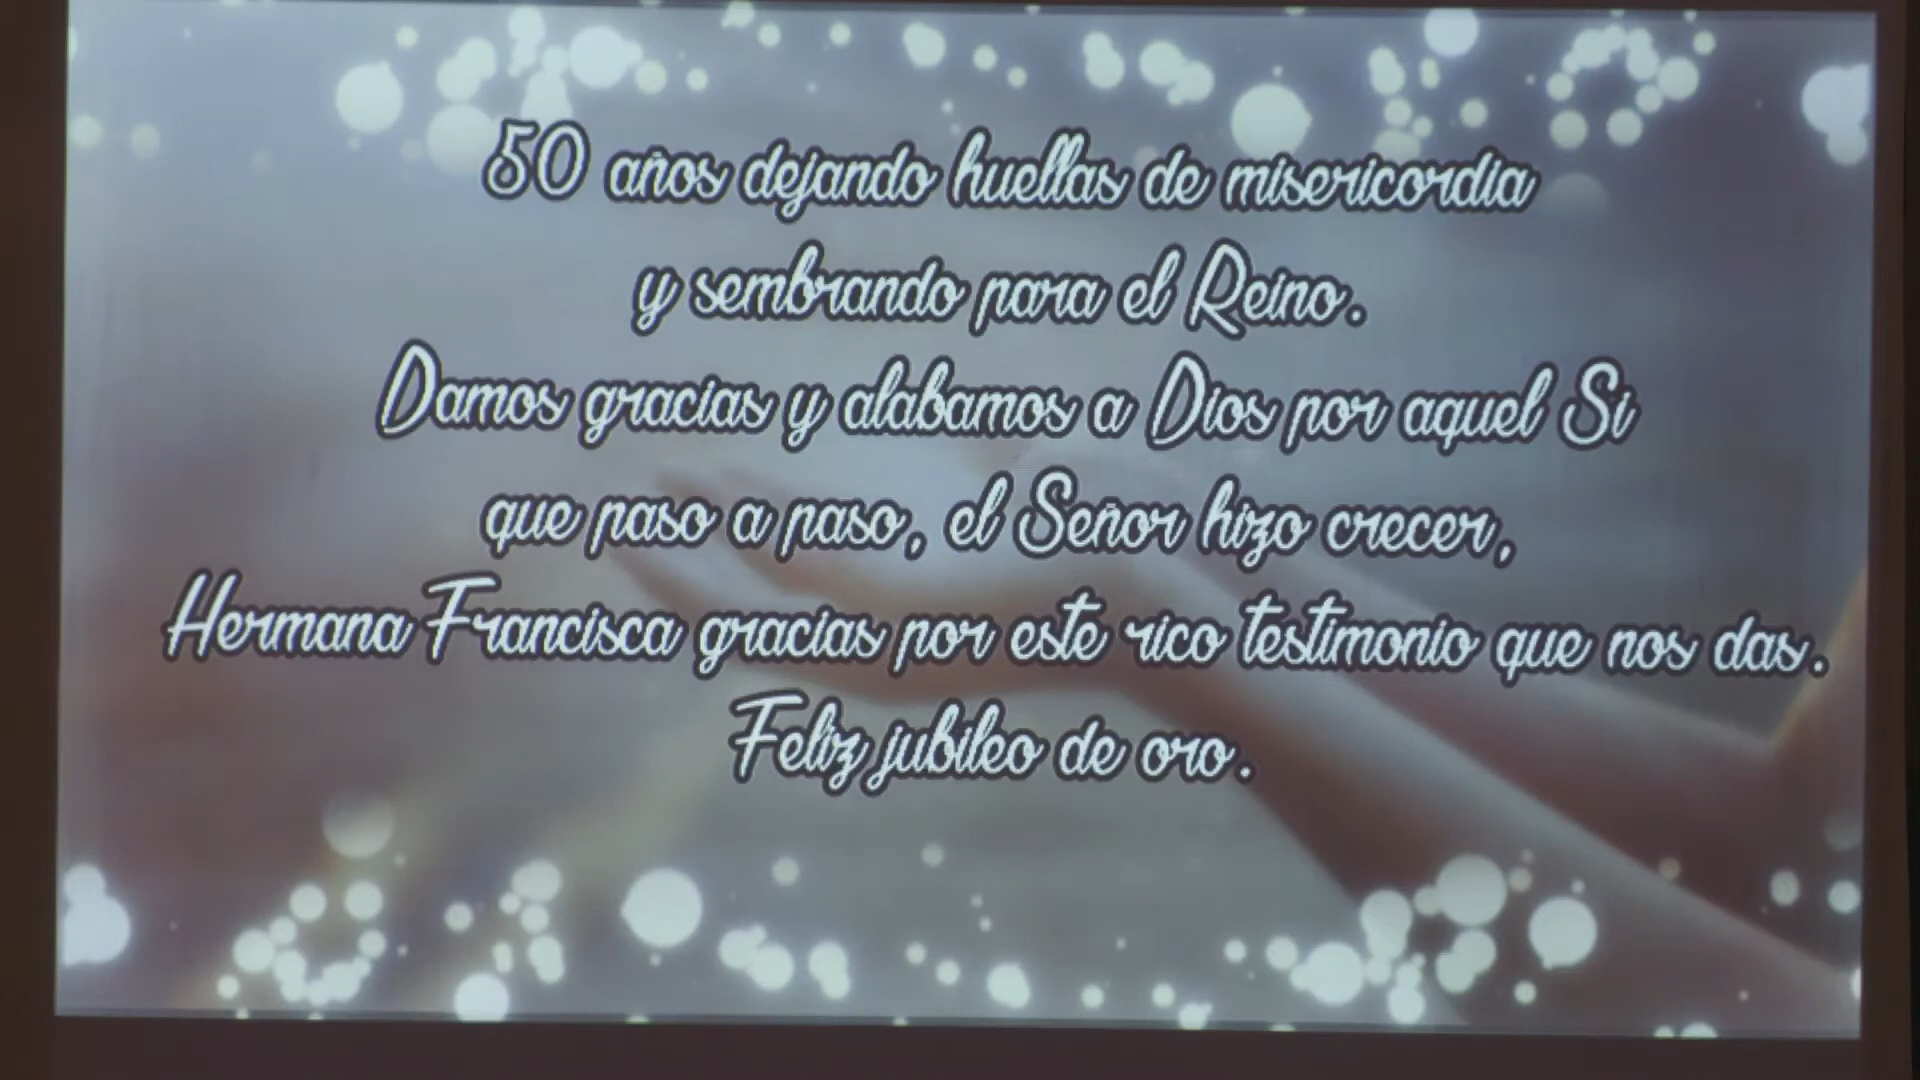 50 años dejando huellas de misericordia
y sembrando para el Reino.
Damos gracias y alabamos a Dios por aquel Si
que paso a paso, el Señor hizo crecer,
Hermana Francisca gracias por este rico testimonio que nos das.
Feliz jubileo de oro.